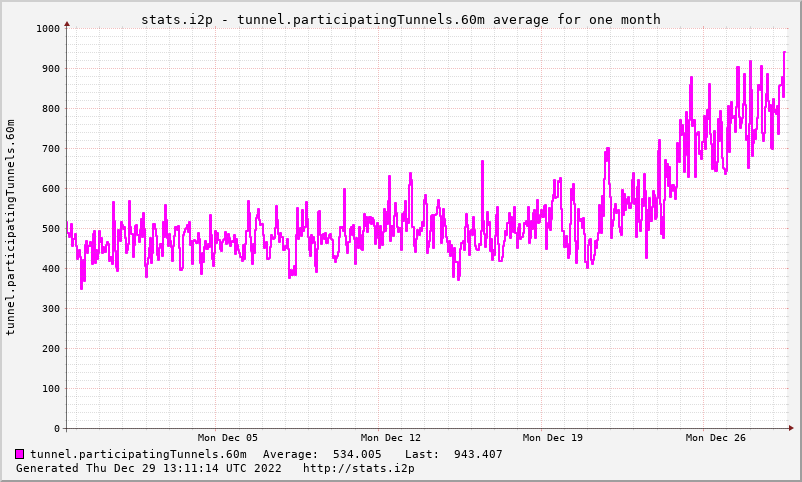 stats.i2p - tunnel.participatingTunnels.60m average for one month
tunnel.participatingTunnels.60m
1000
900
800
700
600
500
400
300
200
100
0
Mon Dec 05 Mon Dec 12 Mon Dec 19 Mon Dec 26
tunnel.participatingTunnels.60m Average: 534.005 Last: 943.407
Generated Thu Dec 29 13:11:14 UTC 2022 http://stats.i2p